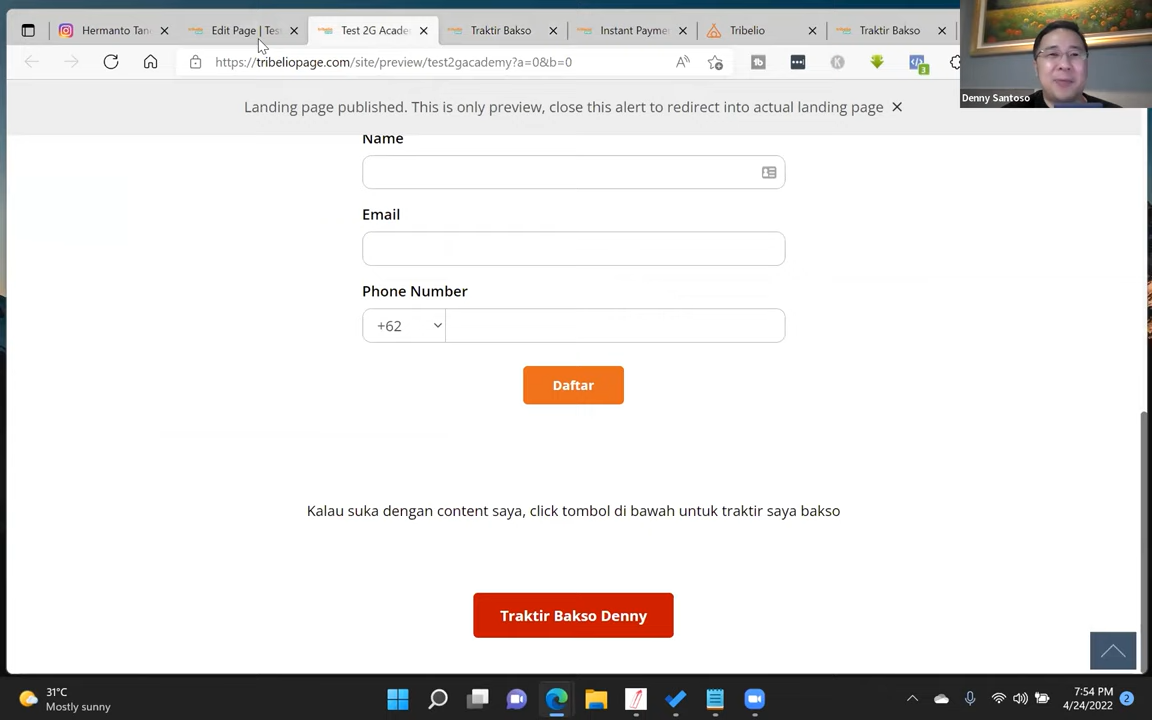 Hermanto Tan
Edit Page | Tes
Test 2G Acade
Traktir Bakso
Instant Payme
Tribelio
Traktir Bakso
https://tribeliopage.com/site/preview/test2gacademy?a=0&b=0
3
Denny Santoso
Landing page published. This is only preview, close this alert to redirect into actual landing page
Name
Email
Phone Number
+62
Daftar
Kalau suka dengan content saya, click tombol di bawah untuk traktir saya bakso
Traktir Bakso Denny
31°C
Mostly sunny
7:54 PM
4/24/2022
2